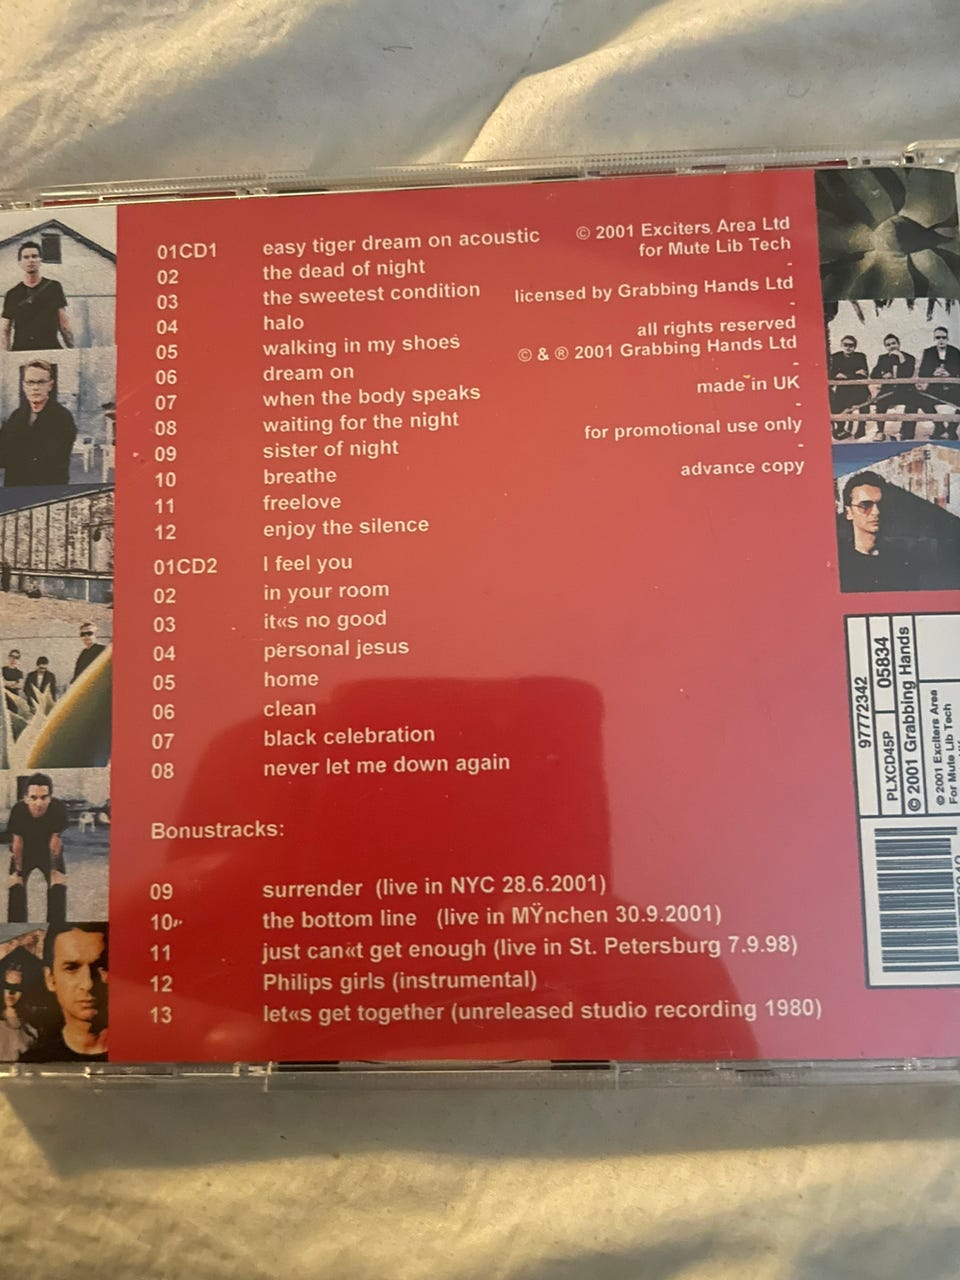 01CD1 easy tiger dream on acoustic
02 the dead of night
03 the sweetest condition
04 halo
05 walking in my shoes
06 dream on
07 when the body speaks
08 waiting for the night
09 sister of night
10 breathe
11 freelove
12 enjoy the silence
01CD2 I feel you
02 in your room
03 it«s no good
04 personal jesus
05 home
06 clean
07 black celebration
08 never let me down again
Bonustracks:
09 surrender (live in NYC 28.6.2001)
10 the bottom line (live in MŸnchen 30.9.2001)
11 just can«t get enough (live in St. Petersburg 7.9.98)
12 Philips girls (instrumental)
13 let«s get together (unreleased studio recording 1980)
© 2001 Exciters Area Ltd
for Mute Lib Tech
-
licensed by Grabbing Hands Ltd
-
all rights reserved
© & ® 2001 Grabbing Hands Ltd
-
made in UK
-
for promotional use only
-
advance copy
97772342
PLXCD45P 05834
© 2001 Grabbing Hands
© 2001 Exciters Area
For Mute Lib Tech